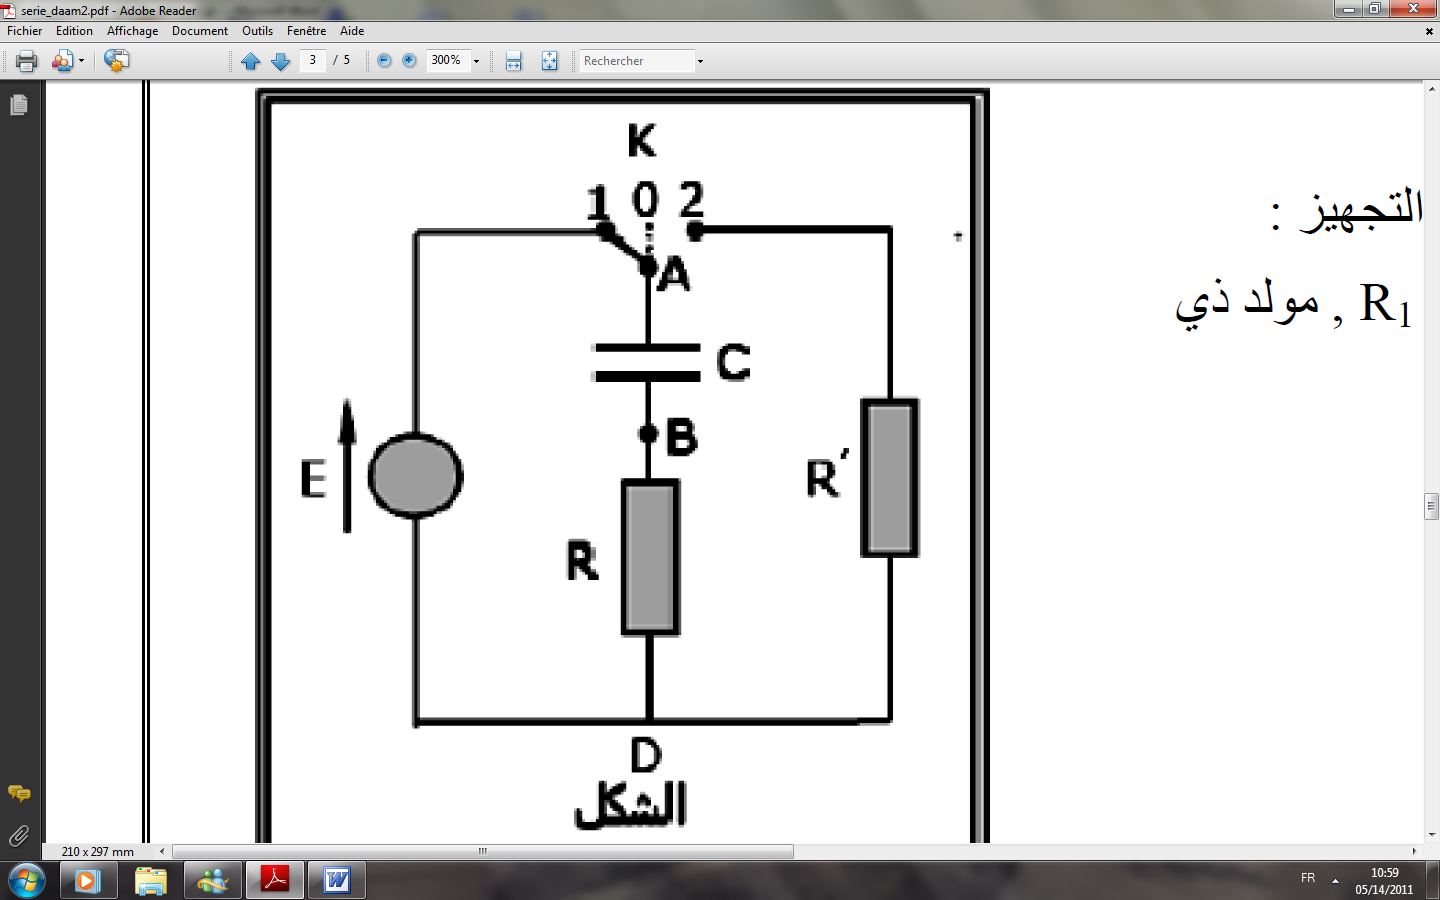 serie_daam2.pdf - Adobe Reader
Fichier Edition Affichage Document Outils Fenêtre Aide
3 / 5 300% Rechercher
K
1 0 2
A
C
B
E
R
R′
D
الشكل
التجهيز :
R1 , مولد ذي
210 x 297 mm
FR
10:59
05/14/2011